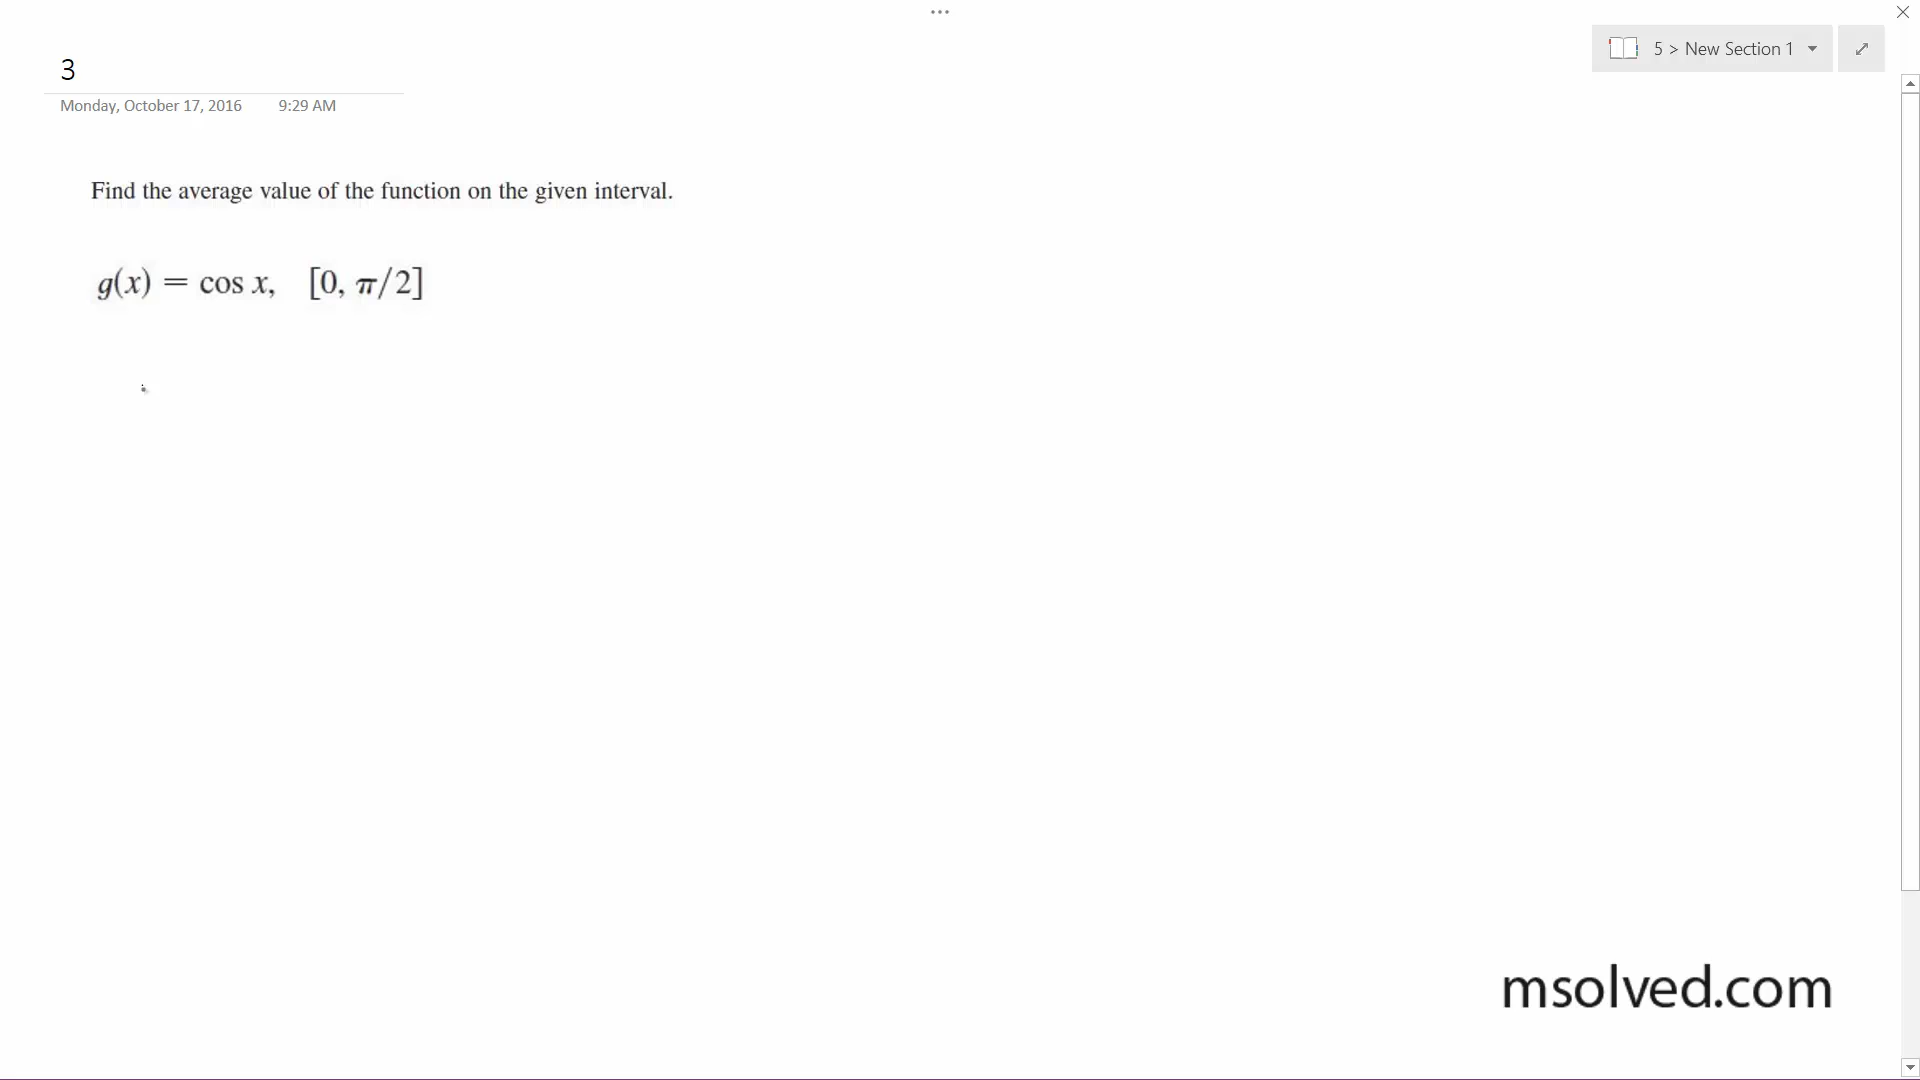 5 > New Section 1
3
Monday, October 17, 2016 9:29 AM
Find the average value of the function on the given interval.
g(x) = cos x, [0, π/2]
msolved.com